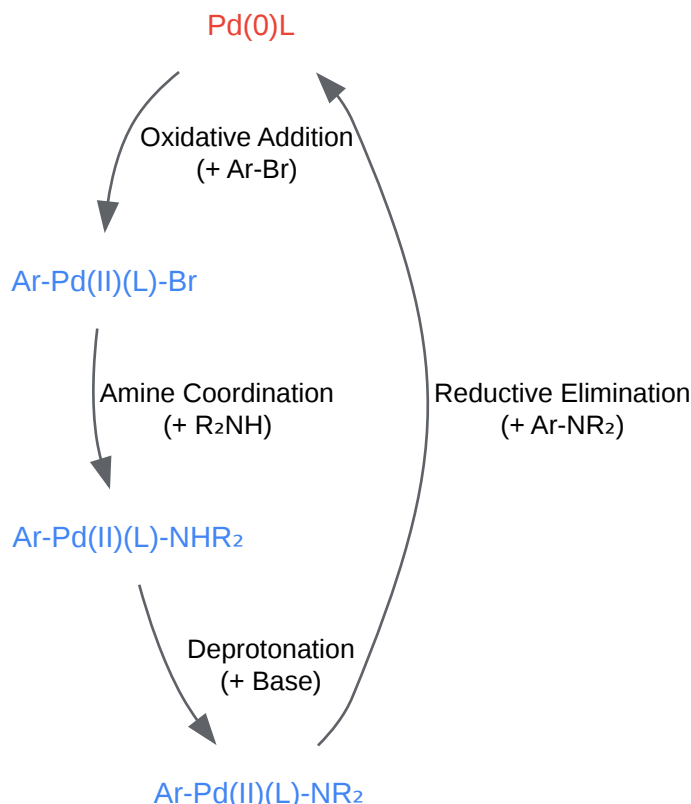 Pd(0)L
Oxidative Addition
(+ Ar-Br)
Ar-Pd(II)(L)-Br
Amine Coordination
(+ R₂NH)
Reductive Elimination
(+ Ar-NR₂)
Ar-Pd(II)(L)-NHR₂
Deprotonation
(+ Base)
Ar-Pd(II)(L)-NR₂